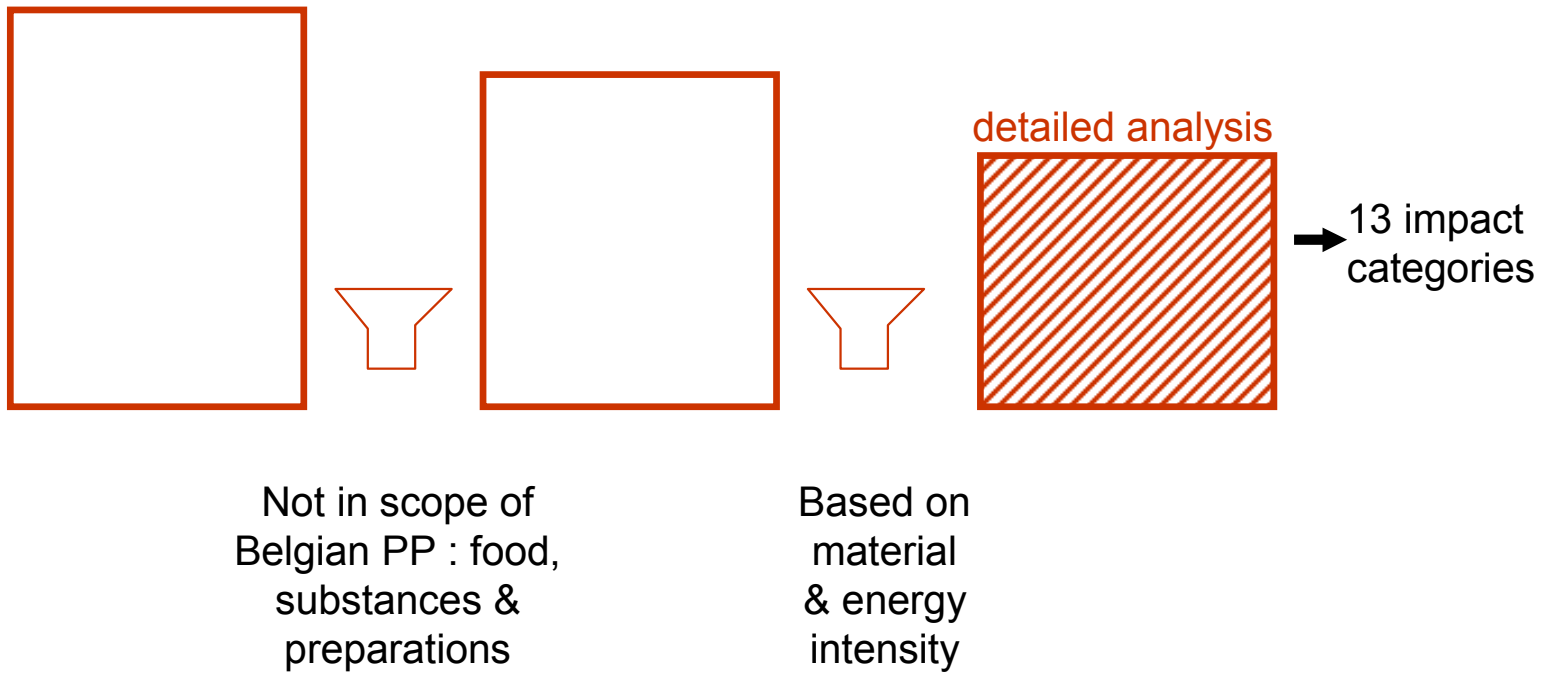 detailed analysis
13 impact
categories
Not in scope of
Belgian PP : food,
substances &
preparations
Based on
material
& energy
intensity